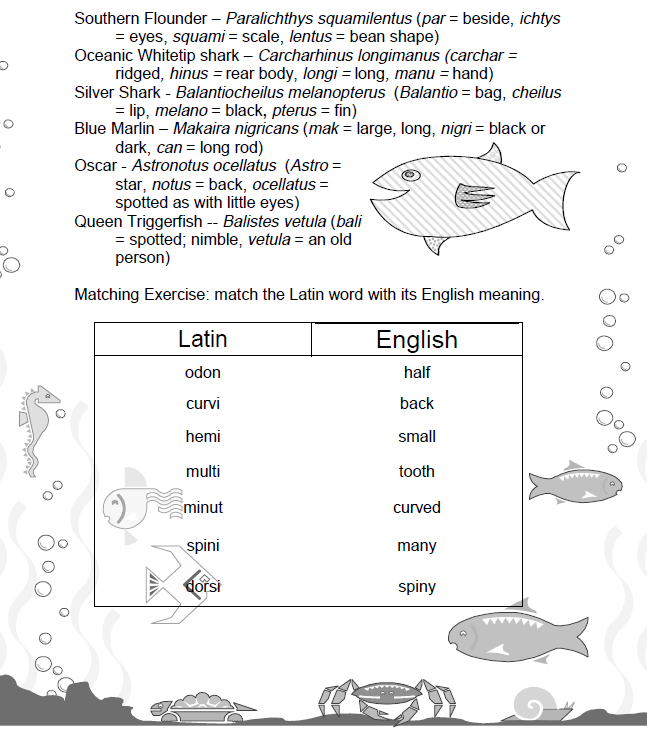 Southern Flounder – Paralichthys squamilentus (par = beside, ichtys
= eyes, squami = scale, lentus = bean shape)
Oceanic Whitetip shark – Carcharhinus longimanus (carchar =
ridged, hinus = rear body, longi = long, manu = hand)
Silver Shark - Balantiocheilus melanopterus (Balantio = bag, cheilus
= lip, melano = black, pterus = fin)
Blue Marlin – Makaira nigricans (mak = large, long, nigri = black or
dark, can = long rod)
Oscar - Astronotus ocellatus (Astro =
star, notus = back, ocellatus =
spotted as with little eyes)
Queen Triggerfish -- Balistes vetula (bali
= spotted; nimble, vetula = an old
person)
Matching Exercise: match the Latin word with its English meaning.
Latin English
odon half
curvi back
hemi small
multi tooth
minut curved
spini many
dorsi spiny